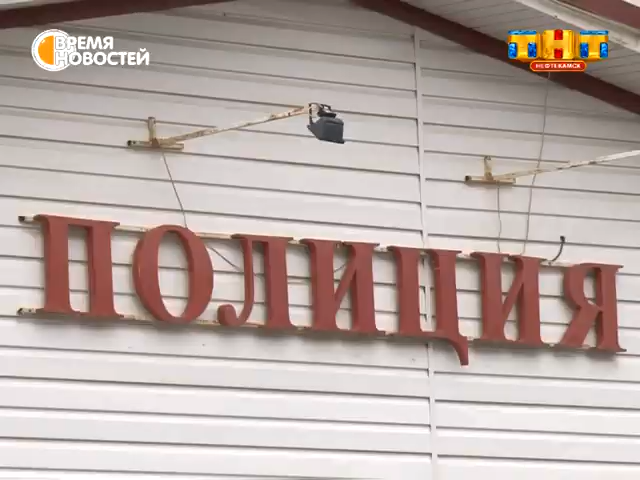 ВРЕМЯ
НОВОСТЕЙ
ТНТ
НЕФТЕКАМСК
ПОЛИЦИЯ